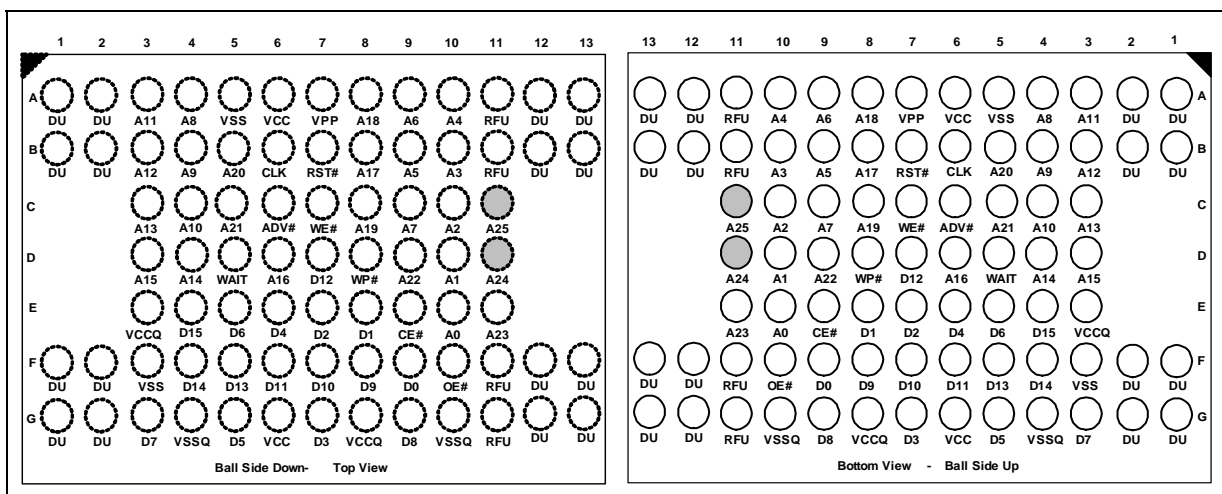 1 2 3 4 5 6 7 8 9 10 11 12 13
A
DU DU A11 A8 VSS VCC VPP A18 A6 A4 RFU DU DU
B
DU DU A12 A9 A20 CLK RST# A17 A5 A3 RFU DU DU
C
A13 A10 A21 ADV# WE# A19 A7 A2 A25
D
A15 A14 WAIT A16 D12 WP# A22 A1 A24
E
VCCQ D15 D6 D4 D2 D1 CE# A0 A23
F
DU DU VSS D14 D13 D11 D10 D9 D0 OE# RFU DU DU
G
DU DU D7 VSSQ D5 VCC D3 VCCQ D8 VSSQ RFU DU DU
Ball Side Down- Top View
13 12 11 10 9 8 7 6 5 4 3 2 1
A
DU DU RFU A4 A6 A18 VPP VCC VSS A8 A11 DU DU
B
DU DU RFU A3 A5 A17 RST# CLK A20 A9 A12 DU DU
C
A25 A2 A7 A19 WE# ADV# A21 A10 A13
D
A24 A1 A22 WP# D12 A16 WAIT A14 A15
E
A23 A0 CE# D1 D2 D4 D6 D15 VCCQ
F
DU DU RFU OE# D0 D9 D10 D11 D13 D14 VSS DU DU
G
DU DU RFU VSSQ D8 VCCQ D3 VCC D5 VSSQ D7 DU DU
Bottom View - Ball Side Up